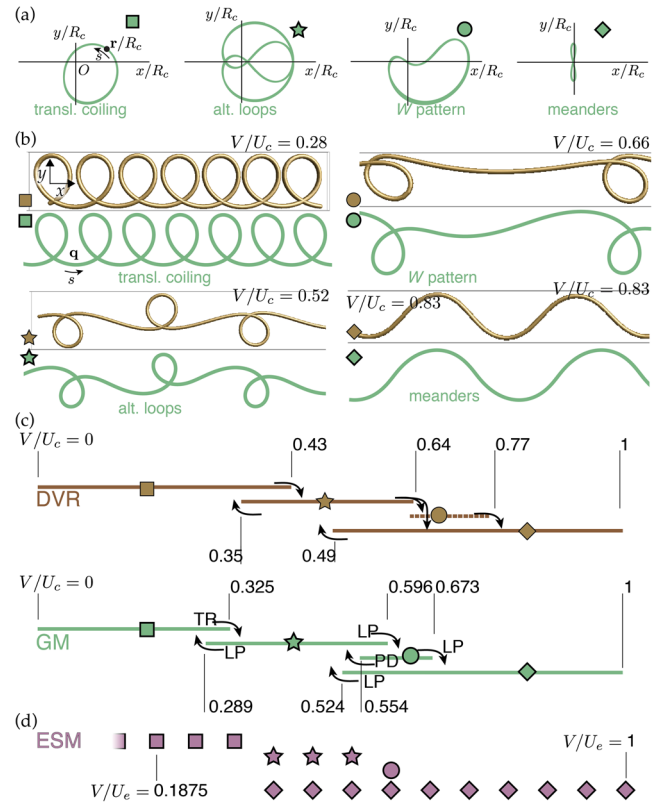 (a)
y/R_c
r/R_c
s
O
x/R_c
transl. coiling
y/R_c
x/R_c
alt. loops
y/R_c
x/R_c
W pattern
y/R_c
x/R_c
meanders
(b)
V/U_c = 0.28
y
x
q
s
transl. coiling
V/U_c = 0.66
W pattern
V/U_c = 0.52
alt. loops
V/U_c = 0.83
V/U_c = 0.83
meanders
(c)
V/U_c = 0
0.43
0.64
0.77
1
DVR
0.35
0.49
V/U_c = 0
0.325
0.596
0.673
1
TR
LP
GM
LP
PD
LP
LP
0.289
0.524
0.554
(d)
ESM
V/U_e = 1
V/U_e = 0.1875